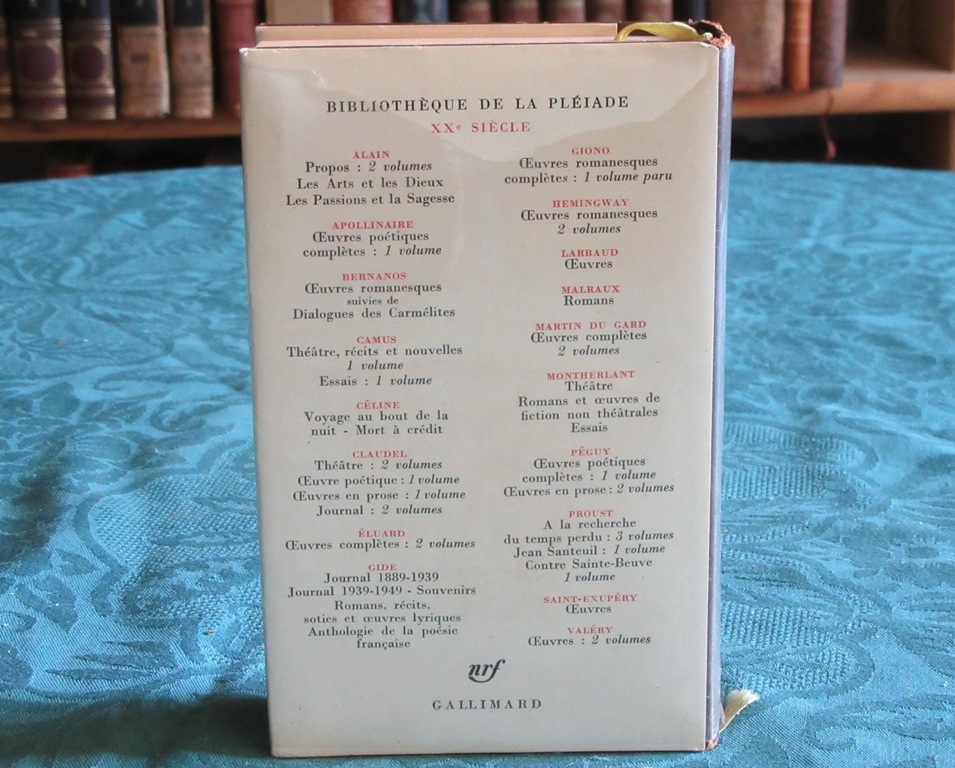 BIBLIOTHÈQUE DE LA PLÉIADE
XXe SIÈCLE
ALAIN
Propos : 2 volumes
Les Arts et les Dieux
Les Passions et la Sagesse
APOLLINAIRE
Œuvres poétiques
complètes : 1 volume
BERNANOS
Œuvres romanesques
suivies de
Dialogues des Carmélites
CAMUS
Théâtre, récits et nouvelles
1 volume
Essais : 1 volume
CÉLINE
Voyage au bout de la
nuit - Mort à crédit
CLAUDEL
Théâtre : 2 volumes
Œuvre poétique : 1 volume
Œuvres en prose : 1 volume
Journal : 2 volumes
ÉLUARD
Œuvres complètes : 2 volumes
GIDE
Journal 1889-1939
Journal 1939-1949 - Souvenirs
Romans, récits,
soties et œuvres lyriques
Anthologie de la poésie
française
GIONO
Œuvres romanesques
complètes : 1 volume paru
HEMINGWAY
Œuvres romanesques
2 volumes
LARBAUD
Œuvres
MALRAUX
Romans
MARTIN DU GARD
Œuvres complètes
2 volumes
MONTHERLANT
Théâtre
Romans et œuvres de
fiction non théâtrales
Essais
PÉGUY
Œuvres poétiques
complètes : 1 volume
Œuvres en prose : 2 volumes
PROUST
A la recherche
du temps perdu : 3 volumes
Jean Santeuil : 1 volume
Contre Sainte-Beuve
1 volume
SAINT-EXUPÉRY
Œuvres
VALÉRY
Œuvres : 2 volumes
nrf
GALLIMARD